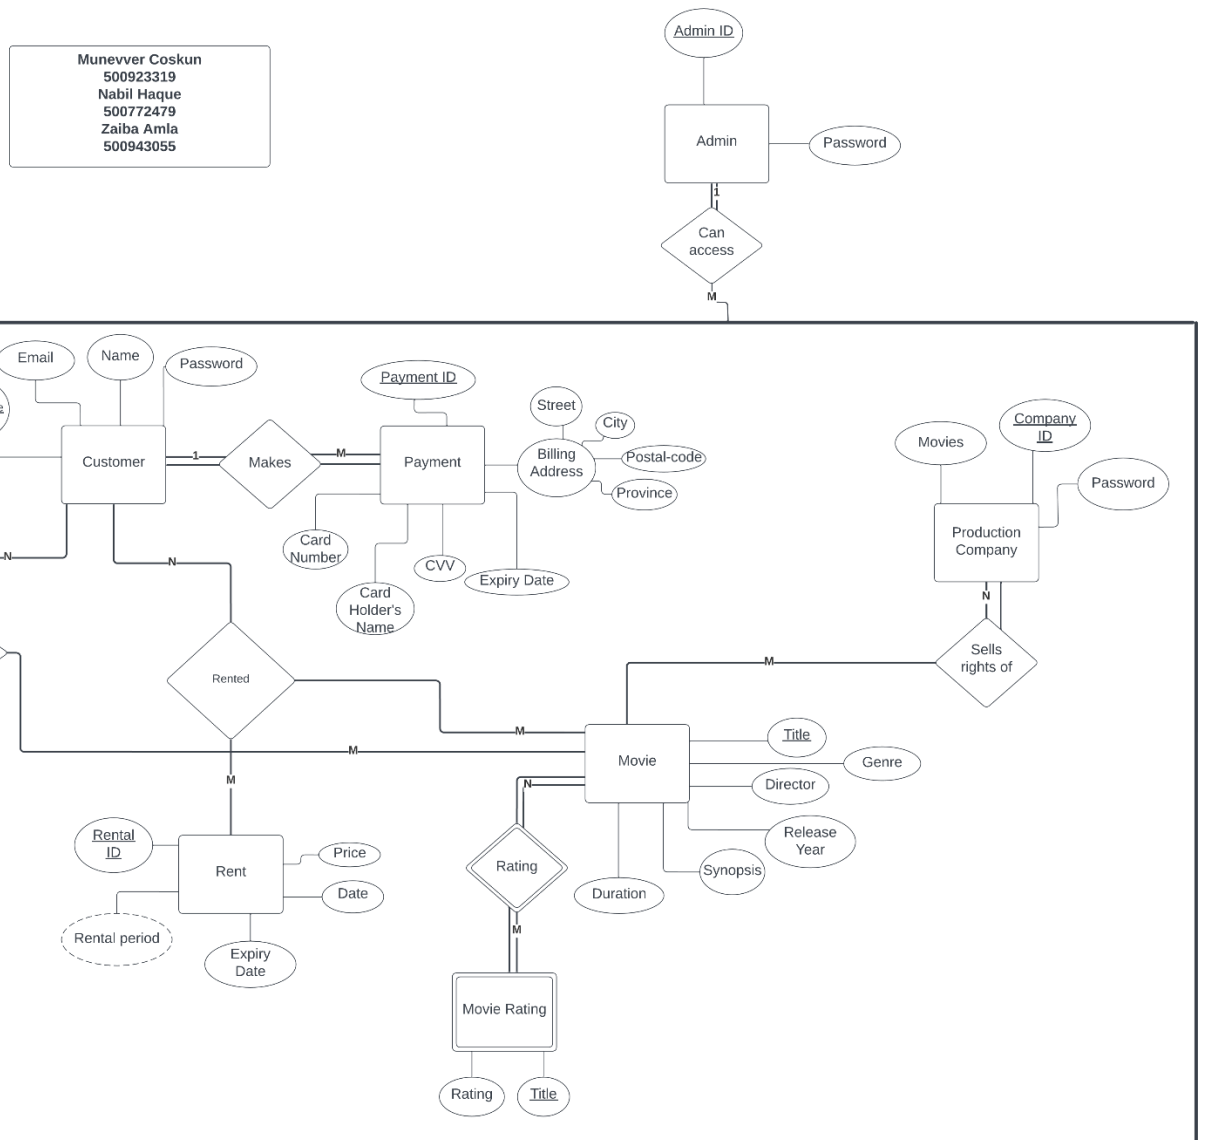 Admin ID
Munevver Coskun
500923319
Nabil Haque
500772479
Zaiba Amla
500943055
Admin
Password
1
Can
access
M
Email
Name
Password
Payment ID
Street
City
Customer
1
Makes
M
Payment
Billing
Address
Postal-code
Province
Movies
Company
ID
Password
Production
Company
Card
Number
CVV
Expiry Date
Card
Holder's
Name
N
N
N
Sells
rights of
Rented
M
M
M
M
Movie
Title
Genre
Director
Release
Year
Synopsis
Duration
N
Rating
M
Rental
ID
Rent
Price
Date
Rental period
Expiry
Date
Movie Rating
Rating
Title